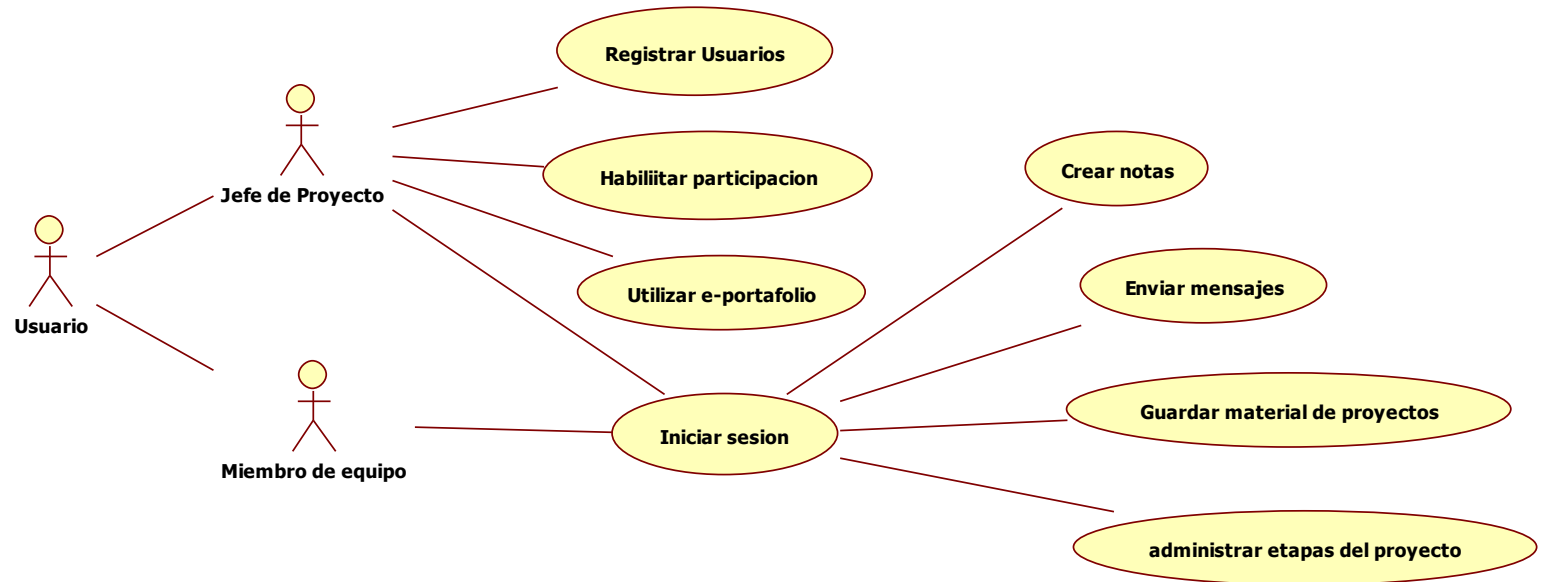 Registrar Usuarios
Jefe de Proyecto
Habiliitar participacion
Crear notas
Usuario
Utilizar e-portafolio
Enviar mensajes
Miembro de equipo
Iniciar sesion
Guardar material de proyectos
administrar etapas del proyecto